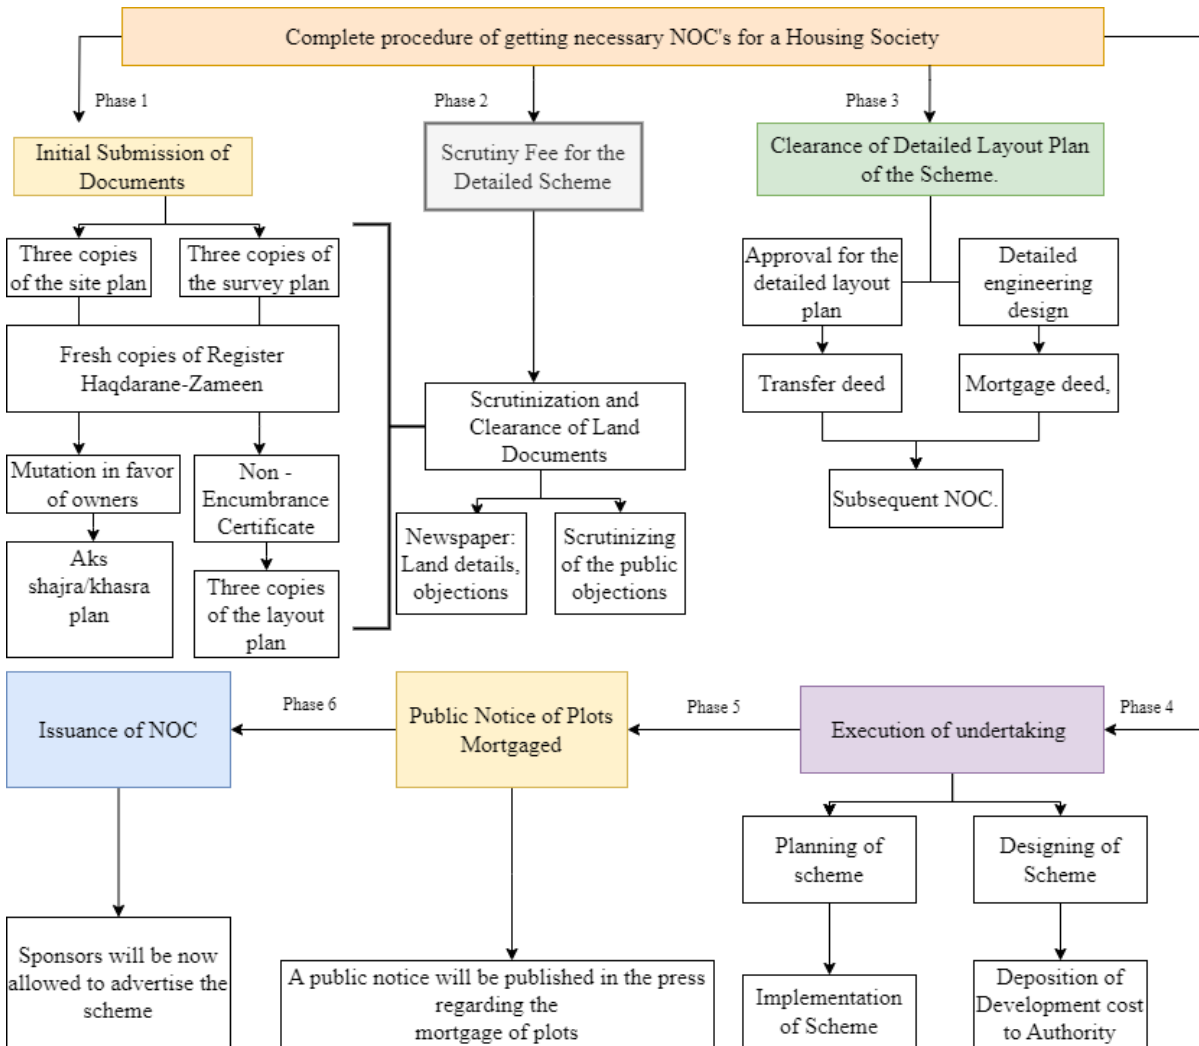 Complete procedure of getting necessary NOC's for a Housing Society
Phase 1
Phase 2
Phase 3
Initial Submission of
Documents
Scrutiny Fee for the
Detailed Scheme
Clearance of Detailed Layout Plan
of the Scheme.
Three copies
of the site plan
Three copies of
the survey plan
Approval for the
detailed layout
plan
Detailed
engineering
design
Fresh copies of Register
Haqdarane-Zameen
Transfer deed
Mortgage deed,
Scrutinization and
Clearance of Land
Documents
Mutation in favor
of owners
Non -
Encumbrance
Certificate
Subsequent NOC.
Newspaper:
Land details,
objections
Scrutinizing
of the public
objections
Aks
shajra/khasra
plan
Three copies
of the layout
plan
Issuance of NOC
Phase 6
Public Notice of Plots
Mortgaged
Phase 5
Execution of undertaking
Phase 4
Planning of
scheme
Designing of
Scheme
Sponsors will be now
allowed to advertise the
scheme
A public notice will be published in the press
regarding the
mortgage of plots
Implementation
of Scheme
Deposition of
Development cost
to Authority